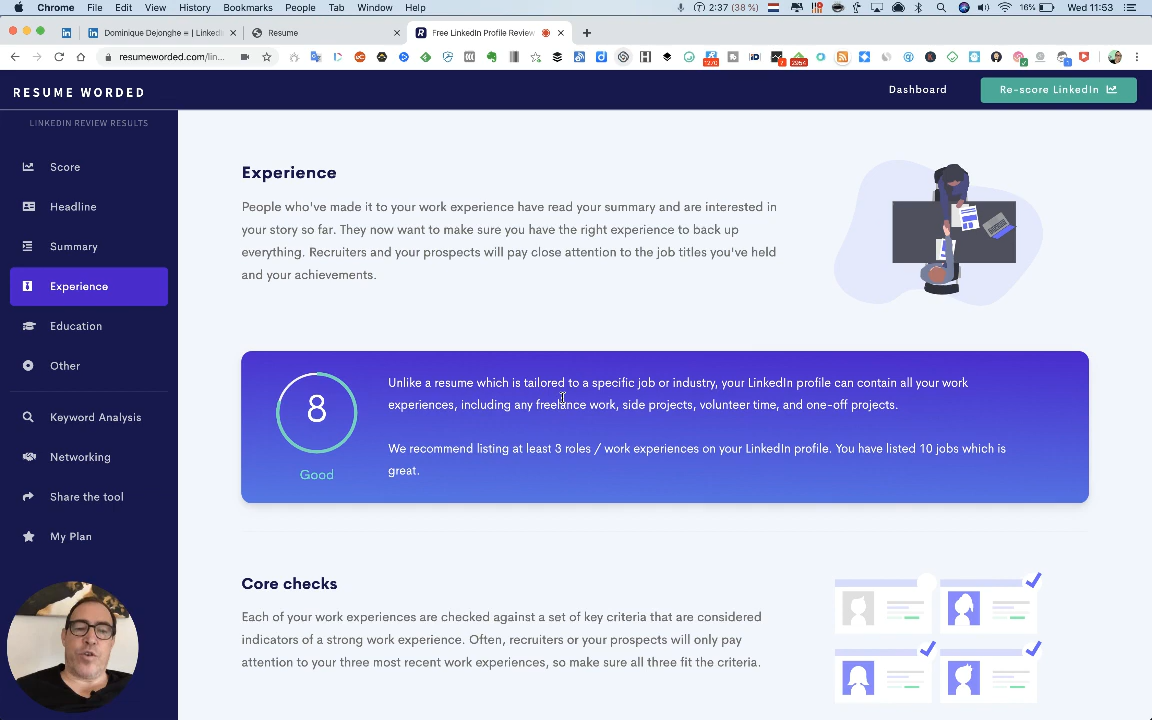 Chrome File Edit View History Bookmarks People Tab Window Help
2:37 (38 %) 16% Wed 11:53
Dominique Dejonghe = | LinkedI
Resume
Free LinkedIn Profile Review
resumeworded.com/lin...
1270 7 2954
RESUME WORDED
Dashboard
Re-score LinkedIn
LINKEDIN REVIEW RESULTS
Score
Headline
Summary
Experience
Education
Other
Keyword Analysis
Networking
Share the tool
My Plan
Experience
People who've made it to your work experience have read your summary and are interested in
your story so far. They now want to make sure you have the right experience to back up
everything. Recruiters and your prospects will pay close attention to the job titles you've held
and your achievements.
8
Good
Unlike a resume which is tailored to a specific job or industry, your LinkedIn profile can contain all your work
experiences, including any freelance work, side projects, volunteer time, and one-off projects.
We recommend listing at least 3 roles / work experiences on your LinkedIn profile. You have listed 10 jobs which is
great.
Core checks
Each of your work experiences are checked against a set of key criteria that are considered
indicators of a strong work experience. Often, recruiters or your prospects will only pay
attention to your three most recent work experiences, so make sure all three fit the criteria.